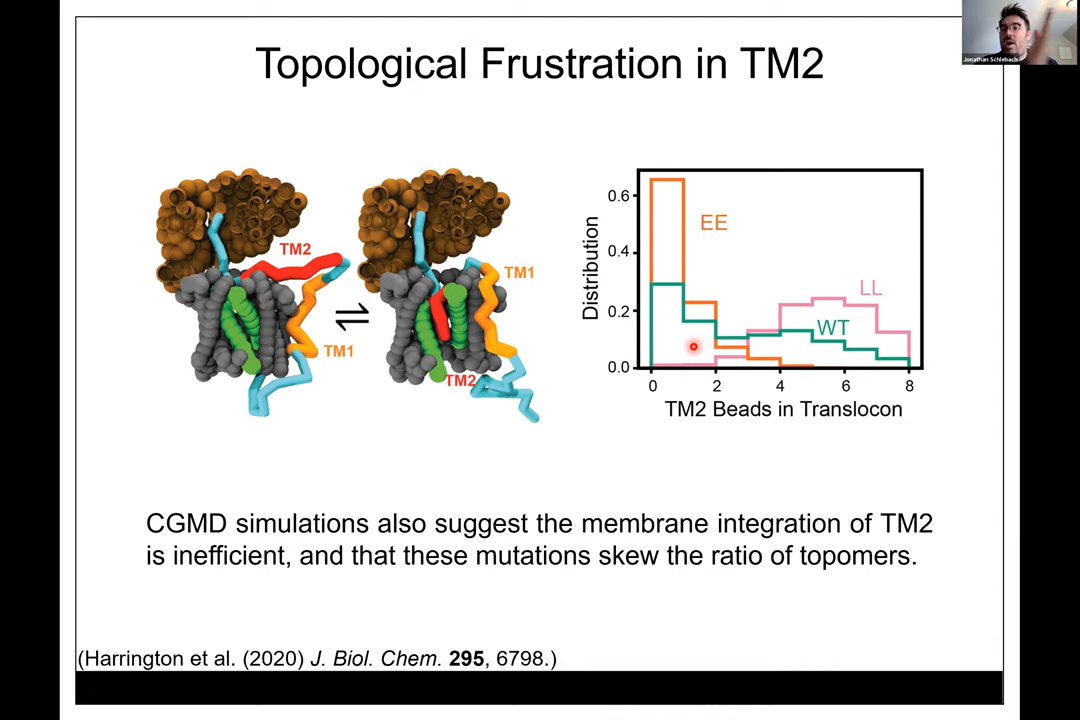 Topological Frustration in TM2
Jonathan Schlebach
TM2
TM1
TM1
TM2
0.6
0.4
0.2
0.0
Distribution
EE
LL
WT
0 2 4 6 8
TM2 Beads in Translocon
CGMD simulations also suggest the membrane integration of TM2
is inefficient, and that these mutations skew the ratio of topomers.
(Harrington et al. (2020) J. Biol. Chem. 295, 6798.)